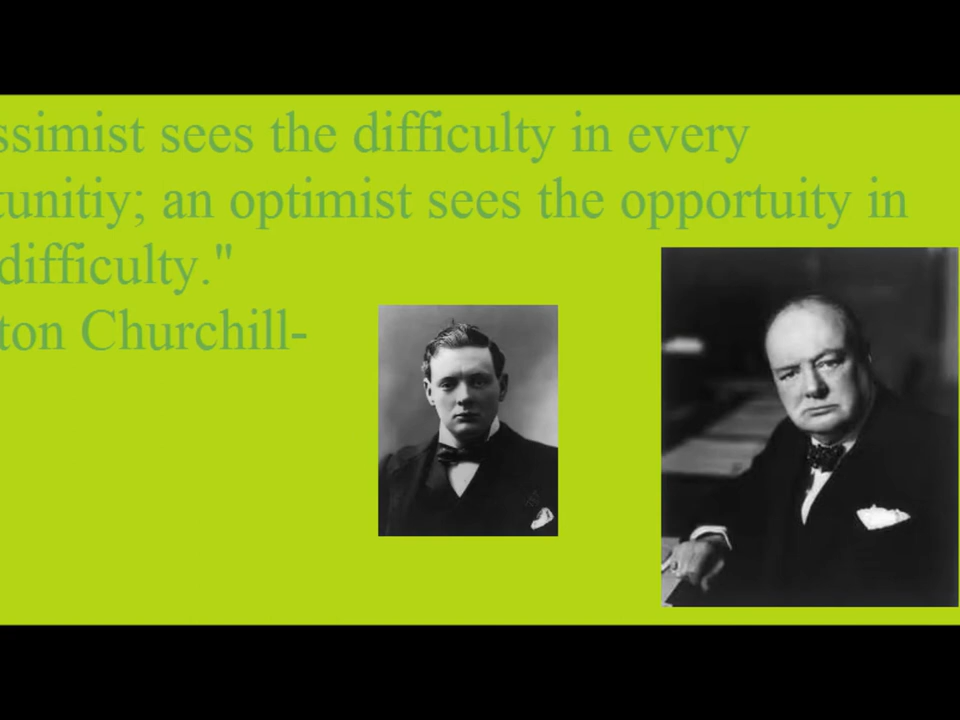 ssimist sees the difficulty in every
tunitiy; an optimist sees the opportuity in
difficulty."
ton Churchill-